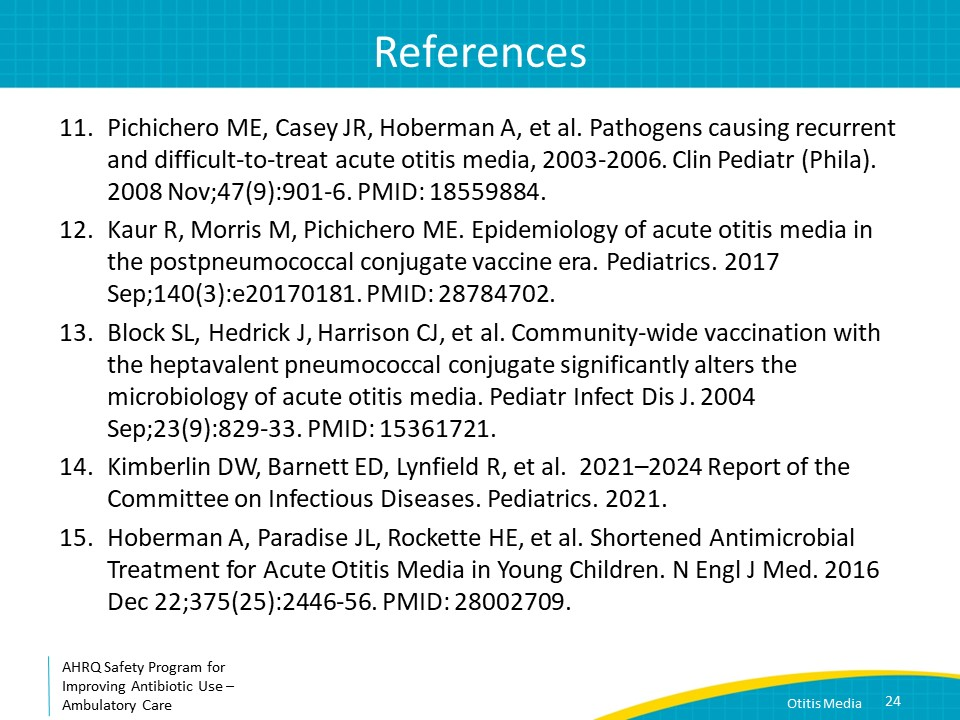 References
11. Pichichero ME, Casey JR, Hoberman A, et al. Pathogens causing recurrent
and difficult-to-treat acute otitis media, 2003-2006. Clin Pediatr (Phila).
2008 Nov;47(9):901-6. PMID: 18559884.
12. Kaur R, Morris M, Pichichero ME. Epidemiology of acute otitis media in
the postpneumococcal conjugate vaccine era. Pediatrics. 2017
Sep;140(3):e20170181. PMID: 28784702.
13. Block SL, Hedrick J, Harrison CJ, et al. Community-wide vaccination with
the heptavalent pneumococcal conjugate significantly alters the
microbiology of acute otitis media. Pediatr Infect Dis J. 2004
Sep;23(9):829-33. PMID: 15361721.
14. Kimberlin DW, Barnett ED, Lynfield R, et al.  2021–2024 Report of the
Committee on Infectious Diseases. Pediatrics. 2021.
15. Hoberman A, Paradise JL, Rockette HE, et al. Shortened Antimicrobial
Treatment for Acute Otitis Media in Young Children. N Engl J Med. 2016
Dec 22;375(25):2446-56. PMID: 28002709.
AHRQ Safety Program for
Improving Antibiotic Use –
Ambulatory Care
Otitis Media 24